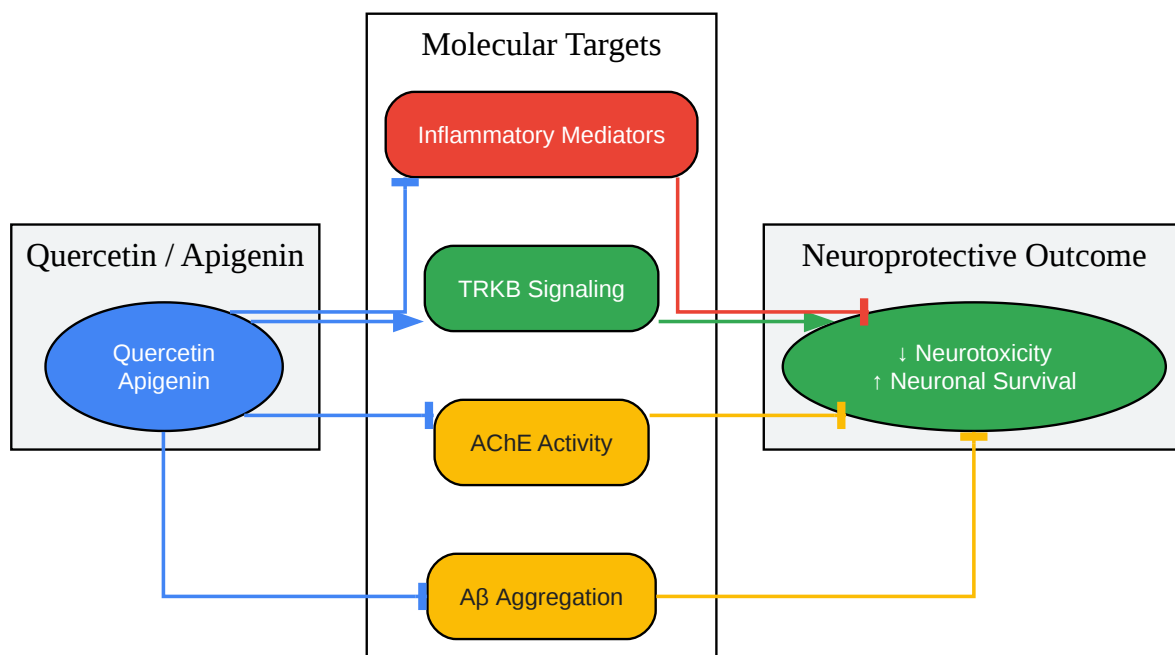 Molecular Targets
Inflammatory Mediators
Quercetin / Apigenin
Neuroprotective Outcome
TRKB Signaling
Quercetin
Apigenin
↓ Neurotoxicity
↑ Neuronal Survival
AChE Activity
Aβ Aggregation